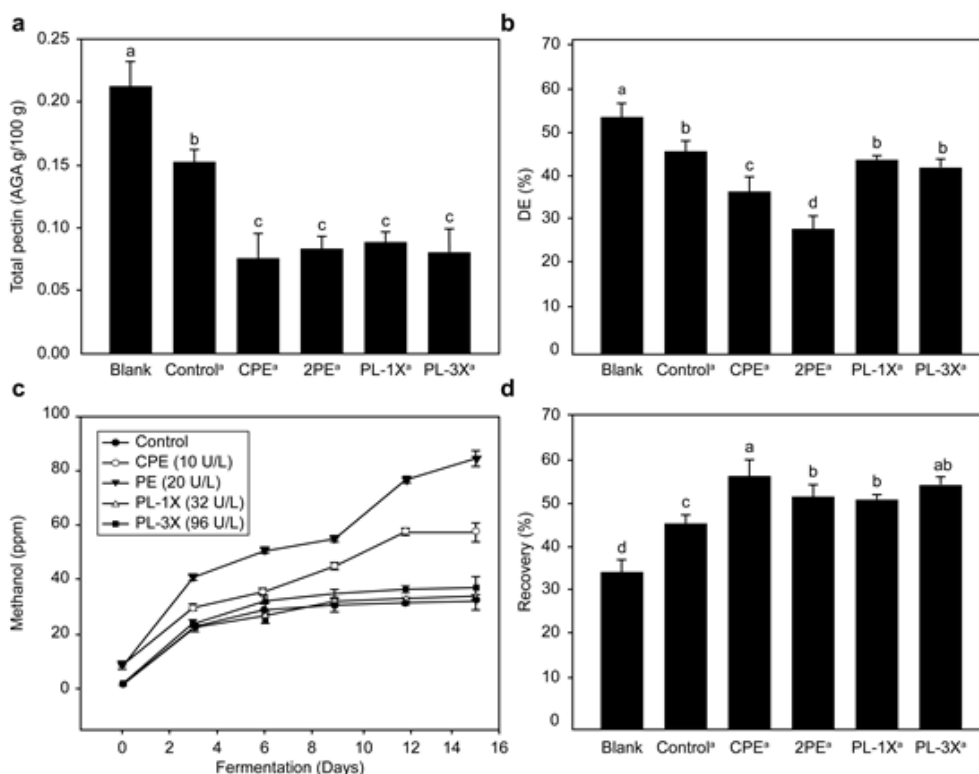 a
Total pectin (AGA g/100 g)
0.25
0.20
0.15
0.10
0.05
0.00
a
b
c
c
c
c
Blank Controlᵃ CPEᵃ 2PEᵃ PL-1Xᵃ PL-3Xᵃ
b
DE (%)
70
60
50
40
30
20
10
0
a
b
c
d
b
b
Blank Controlᵃ CPEᵃ 2PEᵃ PL-1Xᵃ PL-3Xᵃ
c
Methanol (ppm)
100
80
60
40
20
0
Control
CPE (10 U/L)
PE (20 U/L)
PL-1X (32 U/L)
PL-3X (96 U/L)
0 2 4 6 8 10 12 14 16
Fermentation (Days)
d
Recovery (%)
70
60
50
40
30
20
10
0
d
c
a
b
b
ab
Blank Controlᵃ CPEᵃ 2PEᵃ PL-1Xᵃ PL-3Xᵃ